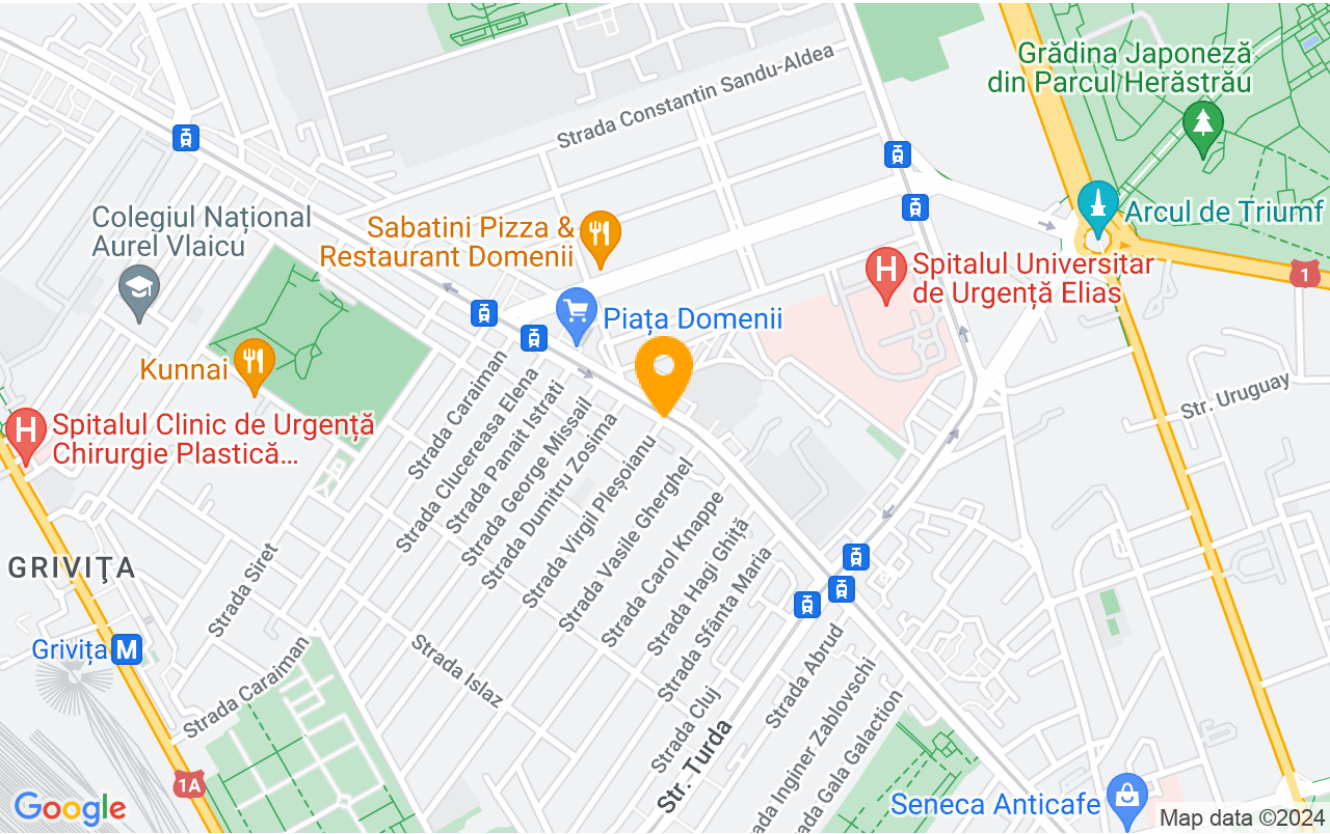 Strada Constantin Sandu-Aldea
Grădina Japoneză
din Parcul Herăstrău
Colegiul Național
Aurel Vlaicu
Sabatini Pizza &
Restaurant Domenii
Arcul de Triumf
H
Spitalul Universitar
de Urgență Elias
1
Piața Domenii
Kunnai
Str. Uruguay
H
Spitalul Clinic de Urgență
Chirurgie Plastică...
Strada Caraiman
Strada Clucereasa Elena
Strada Panait Istrati
Strada George Missail
Strada Dumitru Zosima
Strada Virgil Pleșoianu
Strada Vasile Gherghel
Strada Carol Knappe
Strada Hagi Ghiță
Strada Sfânta Maria
GRIVIŢA
Strada Siret
Grivița
M
Strada Caraiman
Strada Islaz
Strada Cluj
Str. Turda
Strada Abrud
ada Inginer Zablovschi
ada Gala Galaction
1A
Google
Seneca Anticafe
Map data ©2024